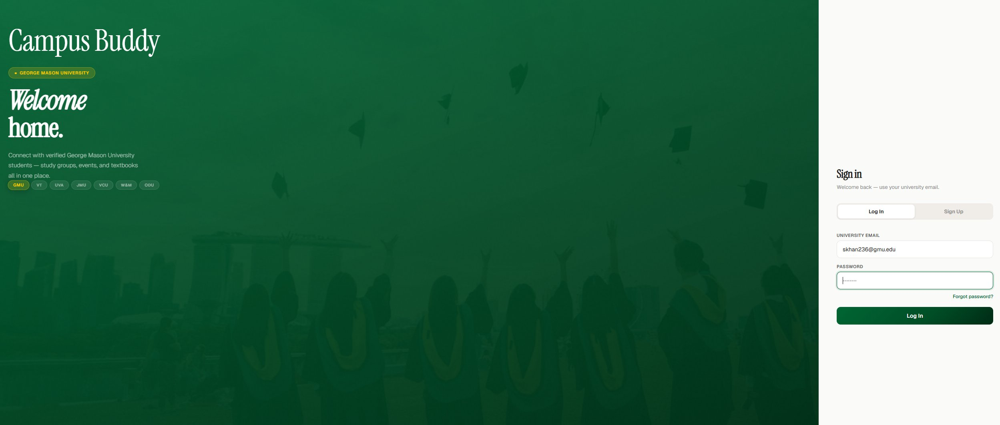 Campus Buddy
GEORGE MASON UNIVERSITY
Welcome
home.
Connect with verified George Mason University
students — study groups, events, and textbooks
all in one place.
GMU VT UVA JMU VCU W&M ODU
Sign in
Welcome back — use your university email.
Log In Sign Up
UNIVERSITY EMAIL
skhan236@gmu.edu
PASSWORD
Forgot password?
Log In